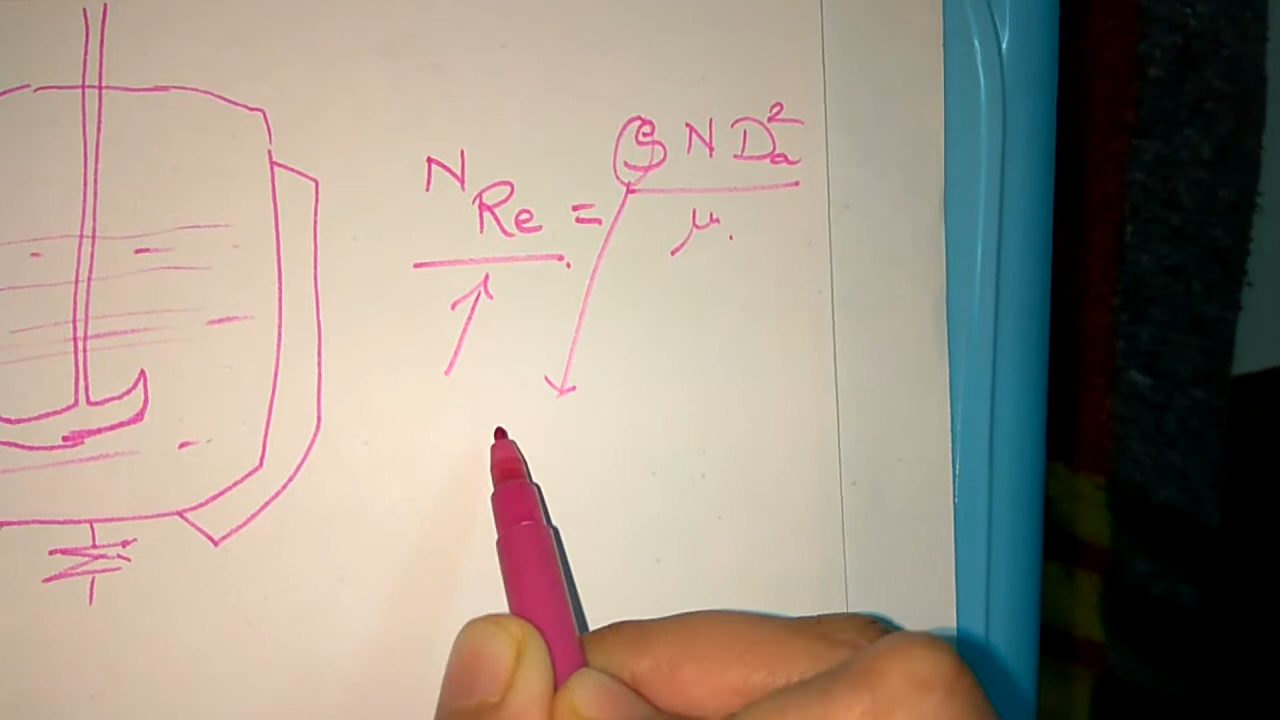 N_Re = ρ N D_a² / μ.